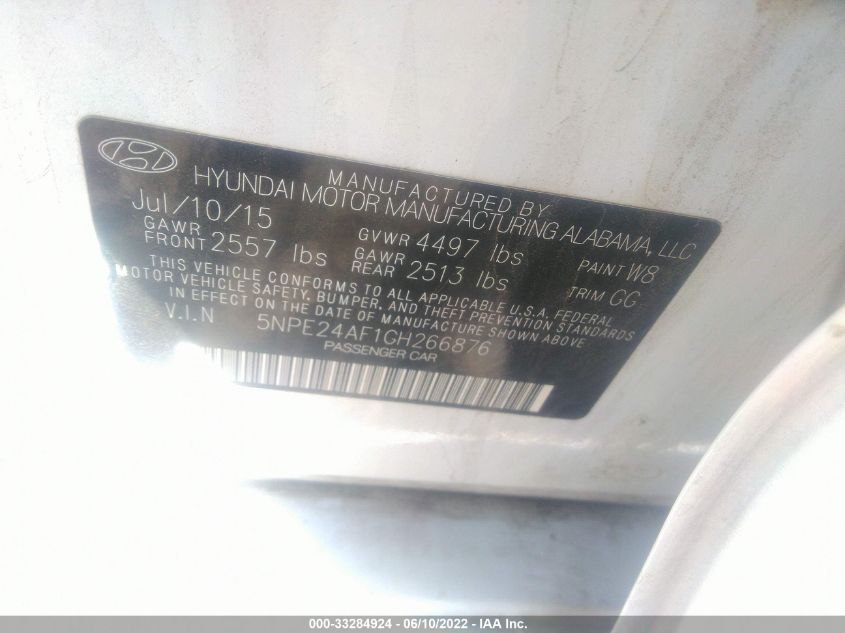 MANUFACTURED BY
HYUNDAI MOTOR MANUFACTURING ALABAMA, LLC
Jul/10/15
GAWR FRONT 2557 lbs
GVWR 4497 lbs
GAWR REAR 2513 lbs
PAINT W8
TRIM GG
THIS VEHICLE CONFORMS TO ALL APPLICABLE U.S.A. FEDERAL
MOTOR VEHICLE SAFETY, BUMPER, AND THEFT PREVENTION STANDARDS
IN EFFECT ON THE DATE OF MANUFACTURE SHOWN ABOVE
V.I.N 5NPE24AF1GH266876
PASSENGER CAR
000-33284924 - 06/10/2022 - IAA Inc.